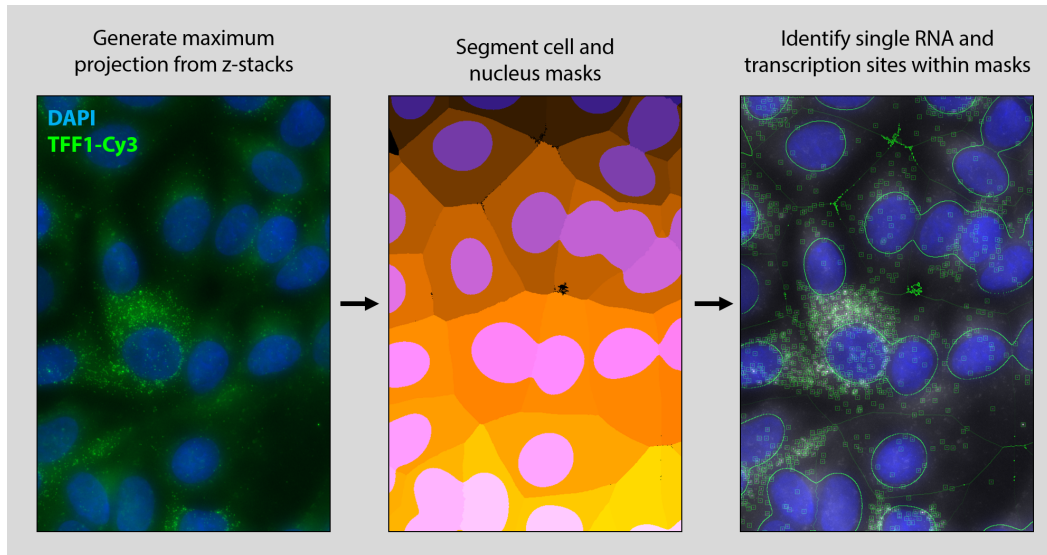 Generate maximum
projection from z-stacks
Segment cell and
nucleus masks
Identify single RNA and
transcription sites within masks
DAPI
TFF1-Cy3